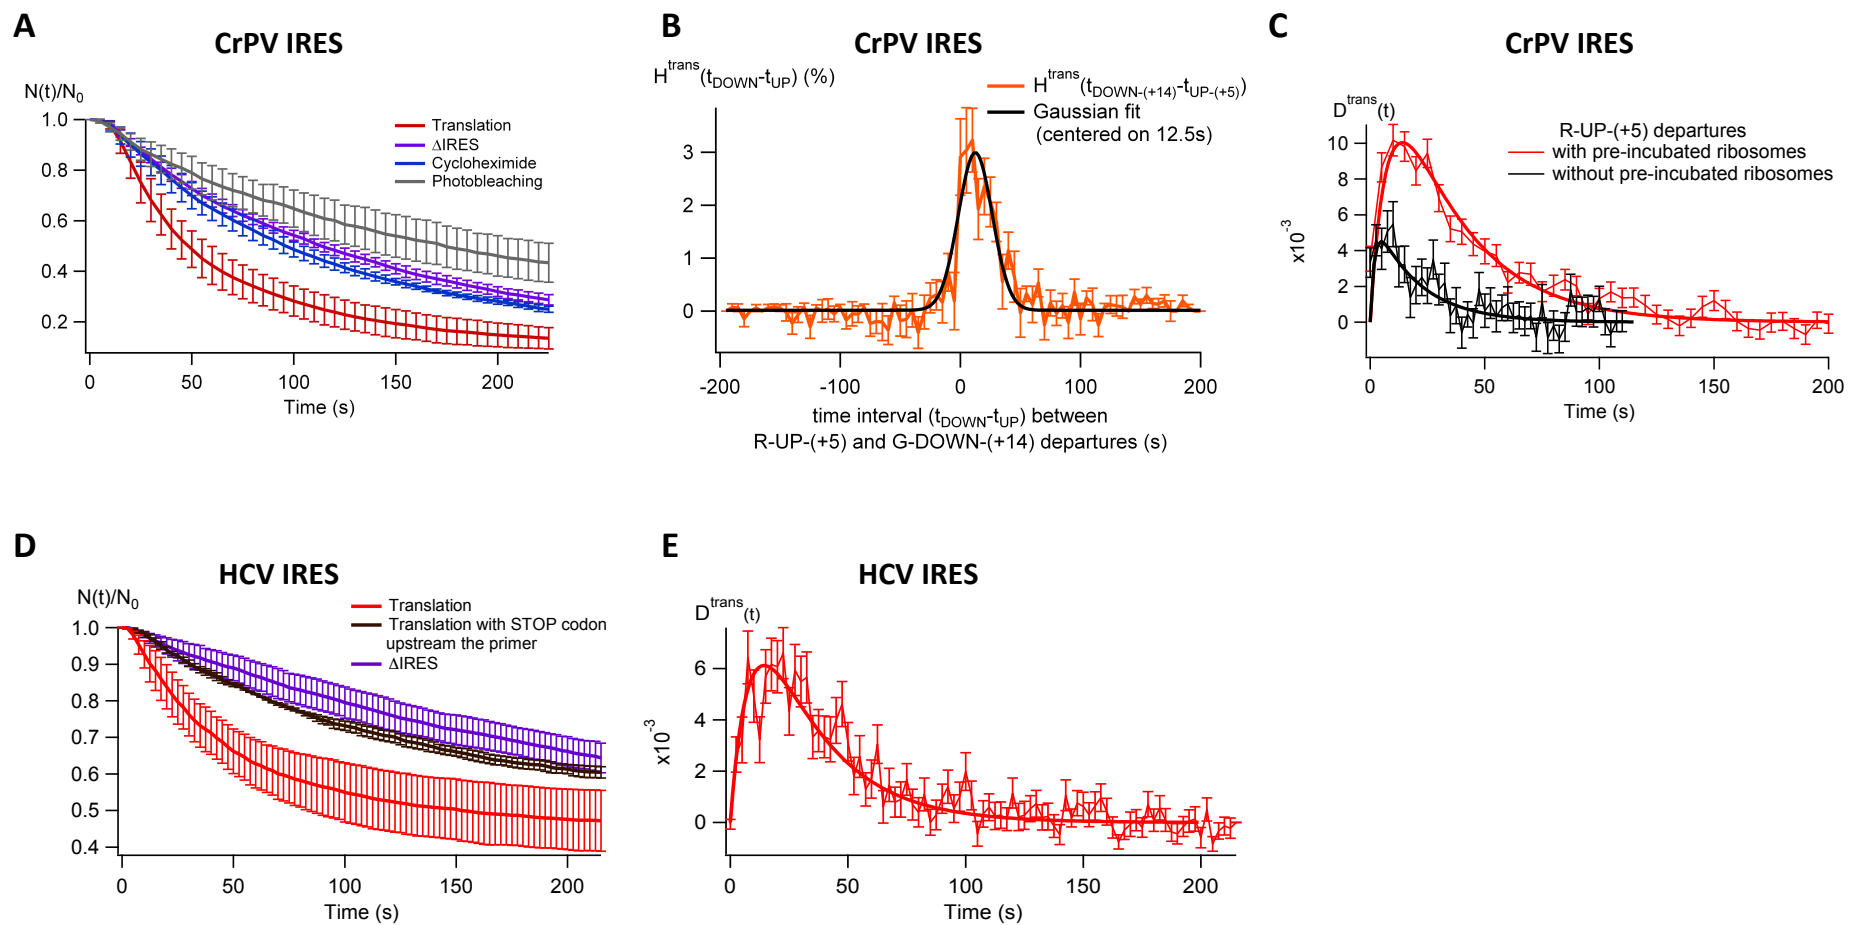 A
CrPV IRES
N(t)/N0
1.0
0.8
0.6
0.4
0.2
0
50
100
150
200
Time (s)
Translation
ΔIRES
Cycloheximide
Photobleaching
B
CrPV IRES
H^trans(tDOWN-tUP) (%)
H^trans(tDOWN-(+14)-tUP-(+5))
Gaussian fit
(centered on 12.5s)
3
2
1
0
-200
-100
0
100
200
time interval (tDOWN-tUP) between
R-UP-(+5) and G-DOWN-(+14) departures (s)
C
CrPV IRES
D^trans(t)
R-UP-(+5) departures
with pre-incubated ribosomes
without pre-incubated ribosomes
10
8
6
4
2
0
x10^-3
0
50
100
150
200
Time (s)
D
HCV IRES
N(t)/N0
Translation
Translation with STOP codon
upstream the primer
ΔIRES
1.0
0.9
0.8
0.7
0.6
0.5
0.4
0
50
100
150
200
Time (s)
E
HCV IRES
D^trans(t)
6
4
2
0
x10^-3
0
50
100
150
200
Time (s)